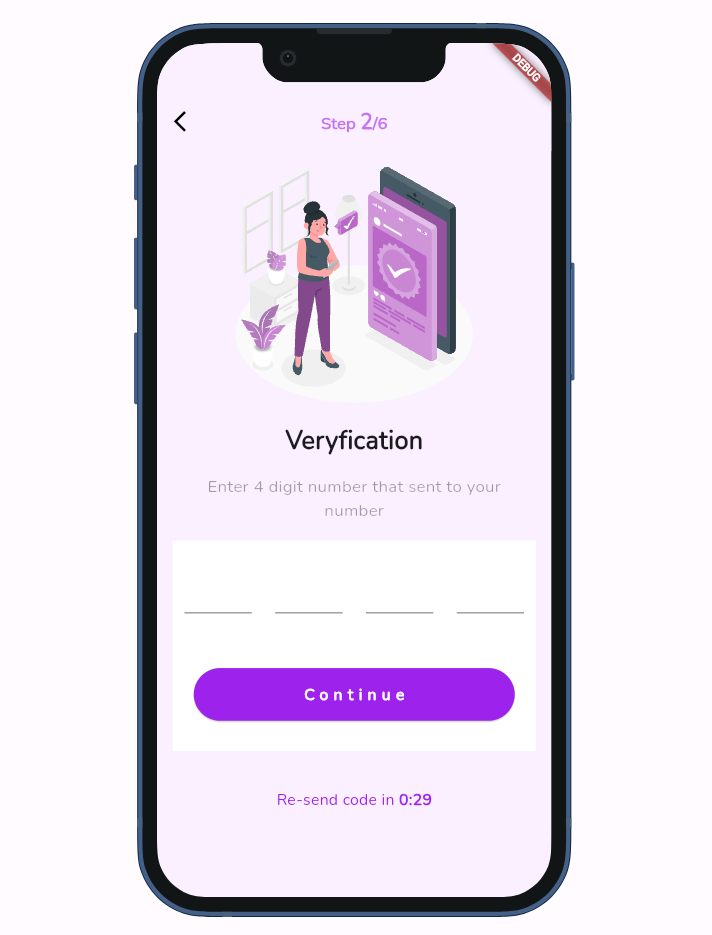 DEBUG
Step 2/6
Veryfication
Enter 4 digit number that sent to your
number
Continue
Re-send code in 0:29